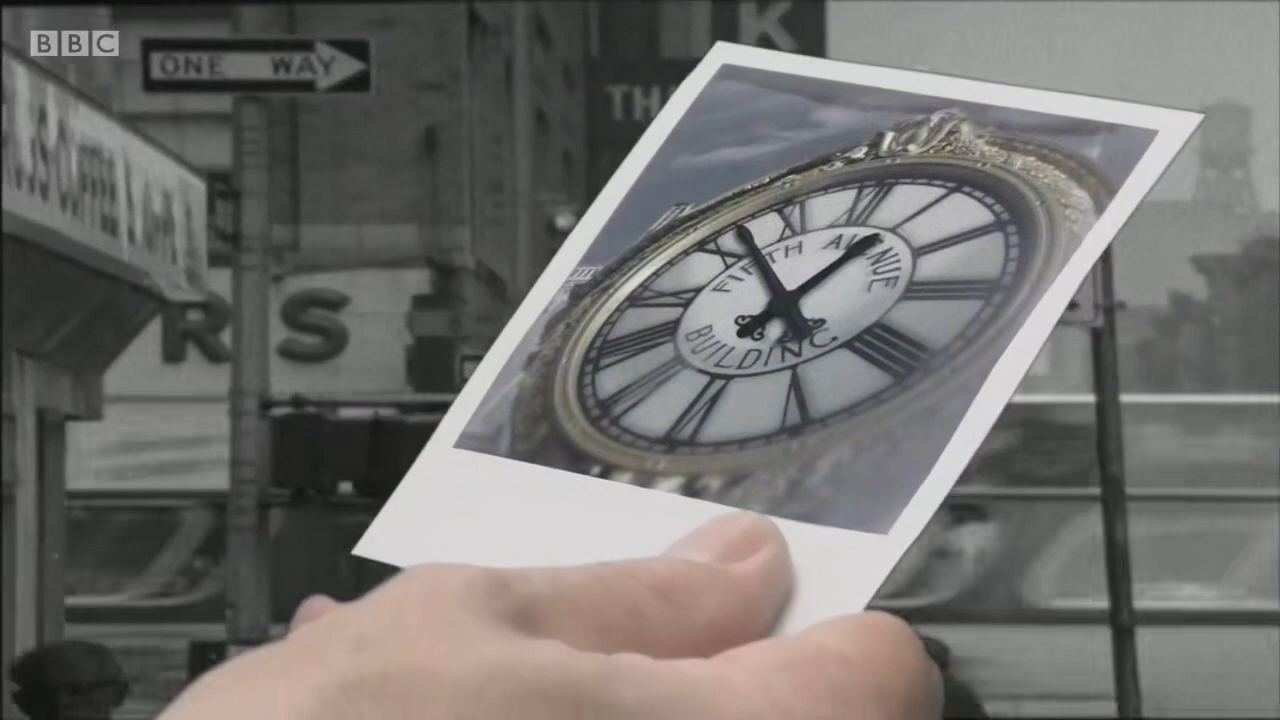 BBC
ONE WAY
K
TH
RS
FIFTH AVENUE
BUILDING